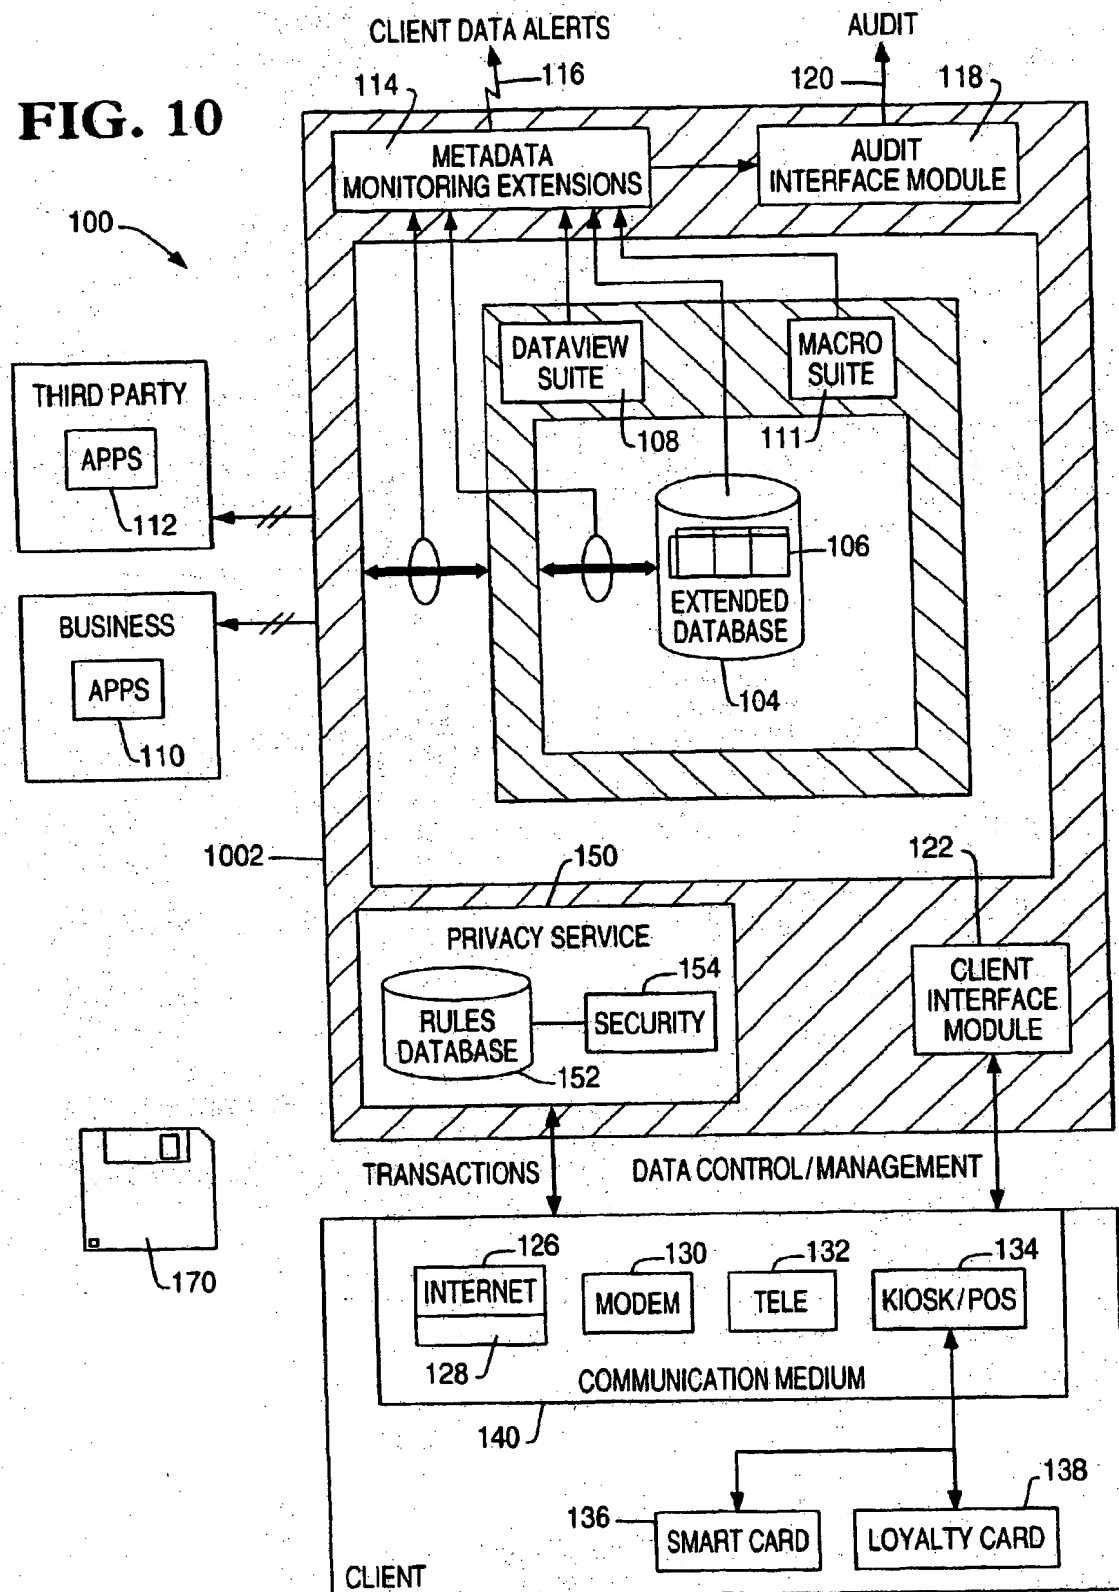 FIG. 10
CLIENT DATA ALERTS
AUDIT
114
116
120
118
METADATA
MONITORING EXTENSIONS
AUDIT
INTERFACE MODULE
100
DATAVIEW
SUITE
MACRO
SUITE
108
111
THIRD PARTY
APPS
112
106
EXTENDED
DATABASE
104
BUSINESS
APPS
110
1002
150
122
PRIVACY SERVICE
154
RULES
DATABASE
SECURITY
152
CLIENT
INTERFACE
MODULE
TRANSACTIONS
DATA CONTROL/MANAGEMENT
170
126
130
132
134
INTERNET
MODEM
TELE
KIOSK/POS
128
COMMUNICATION MEDIUM
140
136
138
SMART CARD
LOYALTY CARD
CLIENT